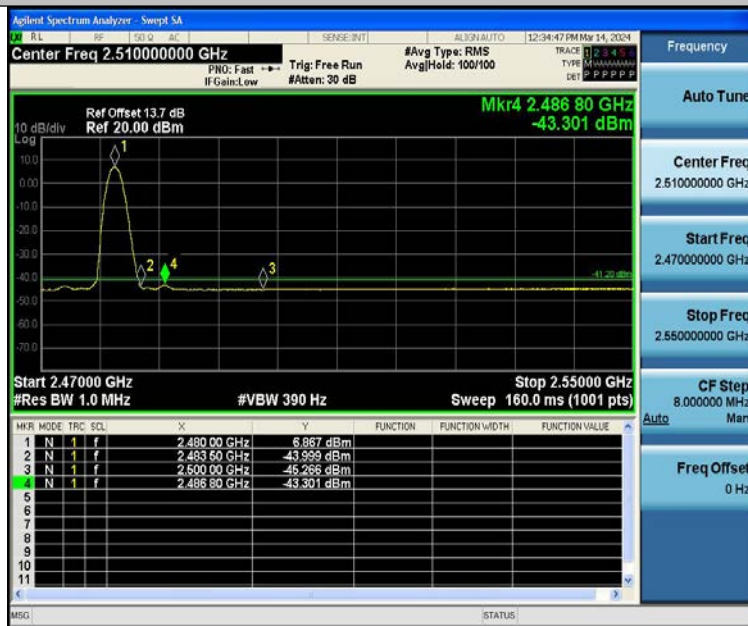 Agilent Spectrum Analyzer - Swept SA
RL RF 50 Ω AC SENSE:INT ALIGN AUTO 12:34:47 PM Mar 14, 2024
Center Freq 2.510000000 GHz
PNO: Fast
IFGain:Low
Trig: Free Run
#Atten: 30 dB
#Avg Type: RMS
Avg|Hold: 100/100
TRACE 1 2 3 4 5 6
TYPE M
DET P P P P P P
Ref Offset 13.7 dB
Ref 20.00 dBm
10 dB/div
Log
Mkr4 2.486 80 GHz
-43.301 dBm
10.0
0.00
-10.0
-20.0
-30.0
-40.0
-50.0
-60.0
-70.0
1
2
4
3
-41.20 dBm
Start 2.47000 GHz Stop 2.55000 GHz
#Res BW 1.0 MHz #VBW 390 Hz Sweep 160.0 ms (1001 pts)
MKR MODE TRC SCL X Y FUNCTION FUNCTION WIDTH FUNCTION VALUE
1 N 1 f 2.480 00 GHz 6.867 dBm
2 N 1 f 2.483 50 GHz -43.999 dBm
3 N 1 f 2.500 00 GHz -45.266 dBm
4 N 1 f 2.486 80 GHz -43.301 dBm
5
6
7
8
9
10
11
MSG STATUS
Frequency
Auto Tune
Center Freq
2.510000000 GHz
Start Freq
2.470000000 GHz
Stop Freq
2.550000000 GHz
CF Step
8.000000 MHz
Auto Man
Freq Offset
0 Hz